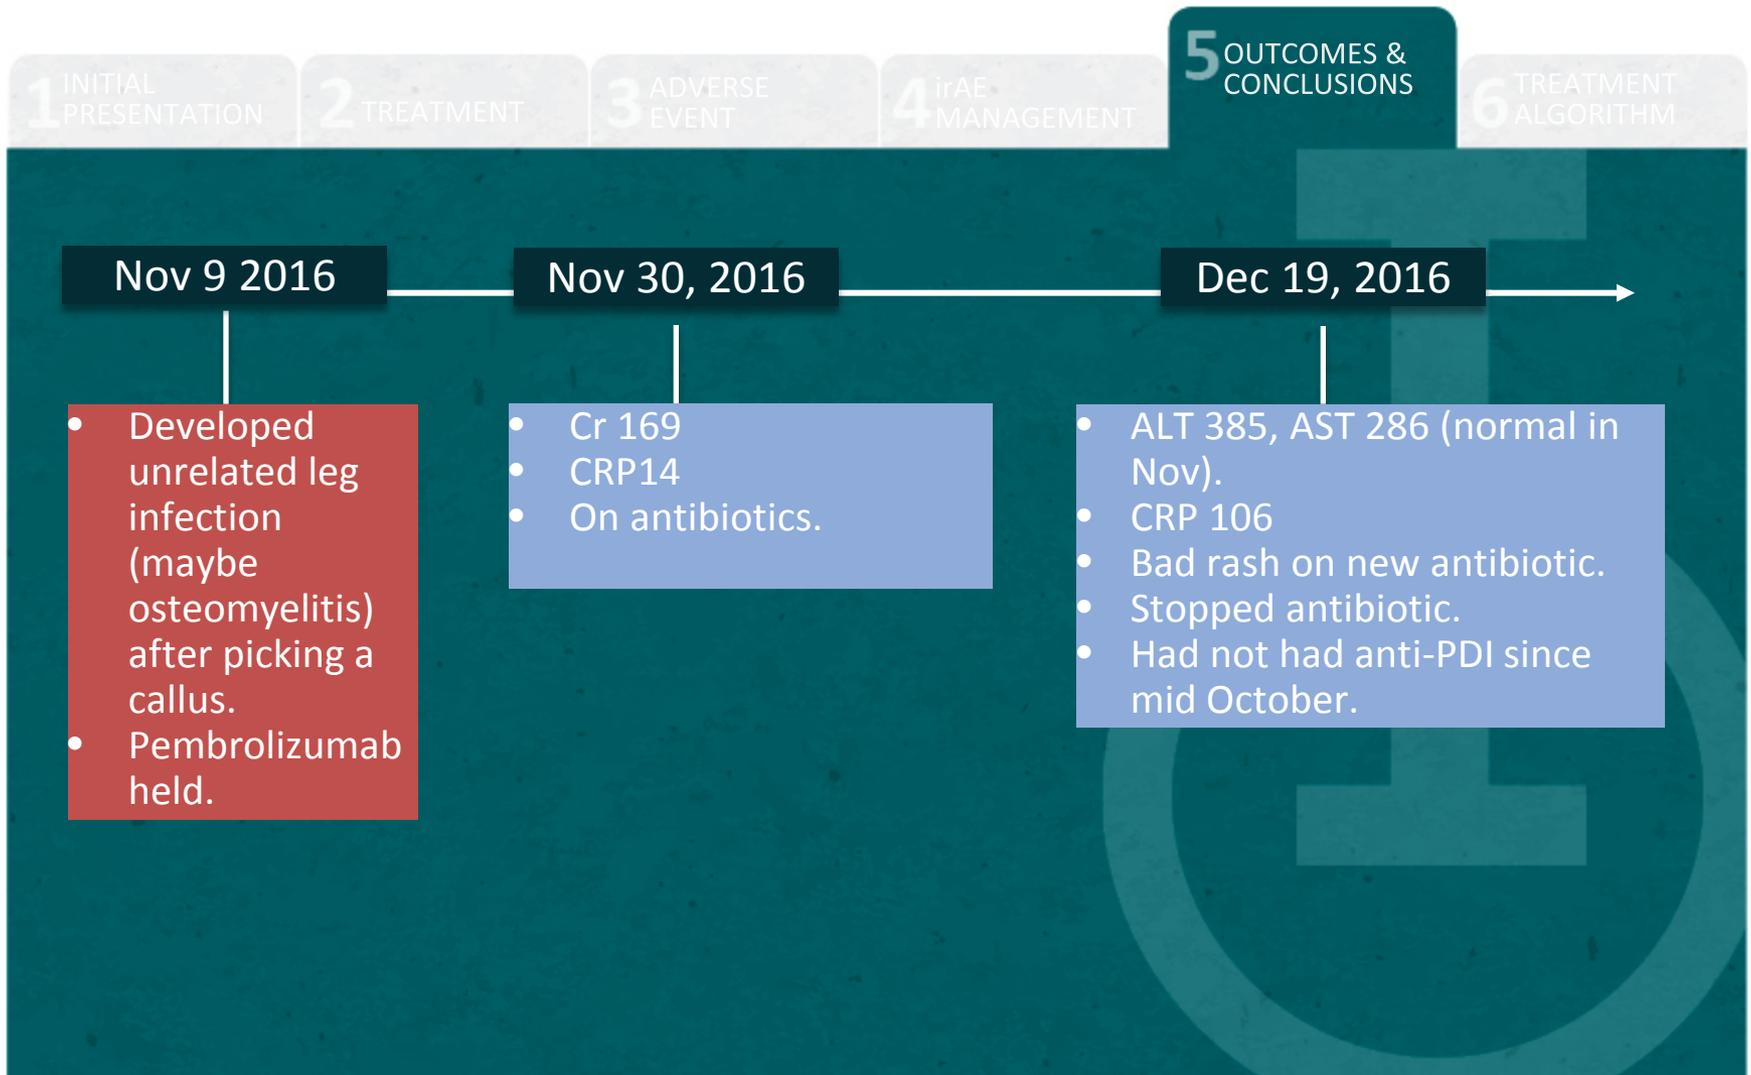 1 INITIAL
PRESENTATION
2 TREATMENT
3 ADVERSE
EVENT
4 irAE
MANAGEMENT
5 OUTCOMES &
CONCLUSIONS
6 TREATMENT
ALGORITHM
Nov 9 2016
Nov 30, 2016
Dec 19, 2016
• Developed
unrelated leg
infection
(maybe
osteomyelitis)
after picking a
callus.
• Pembrolizumab
held.
• Cr 169
• CRP14
• On antibiotics.
• ALT 385, AST 286 (normal in
Nov).
• CRP 106
• Bad rash on new antibiotic.
• Stopped antibiotic.
• Had not had anti-PDI since
mid October.